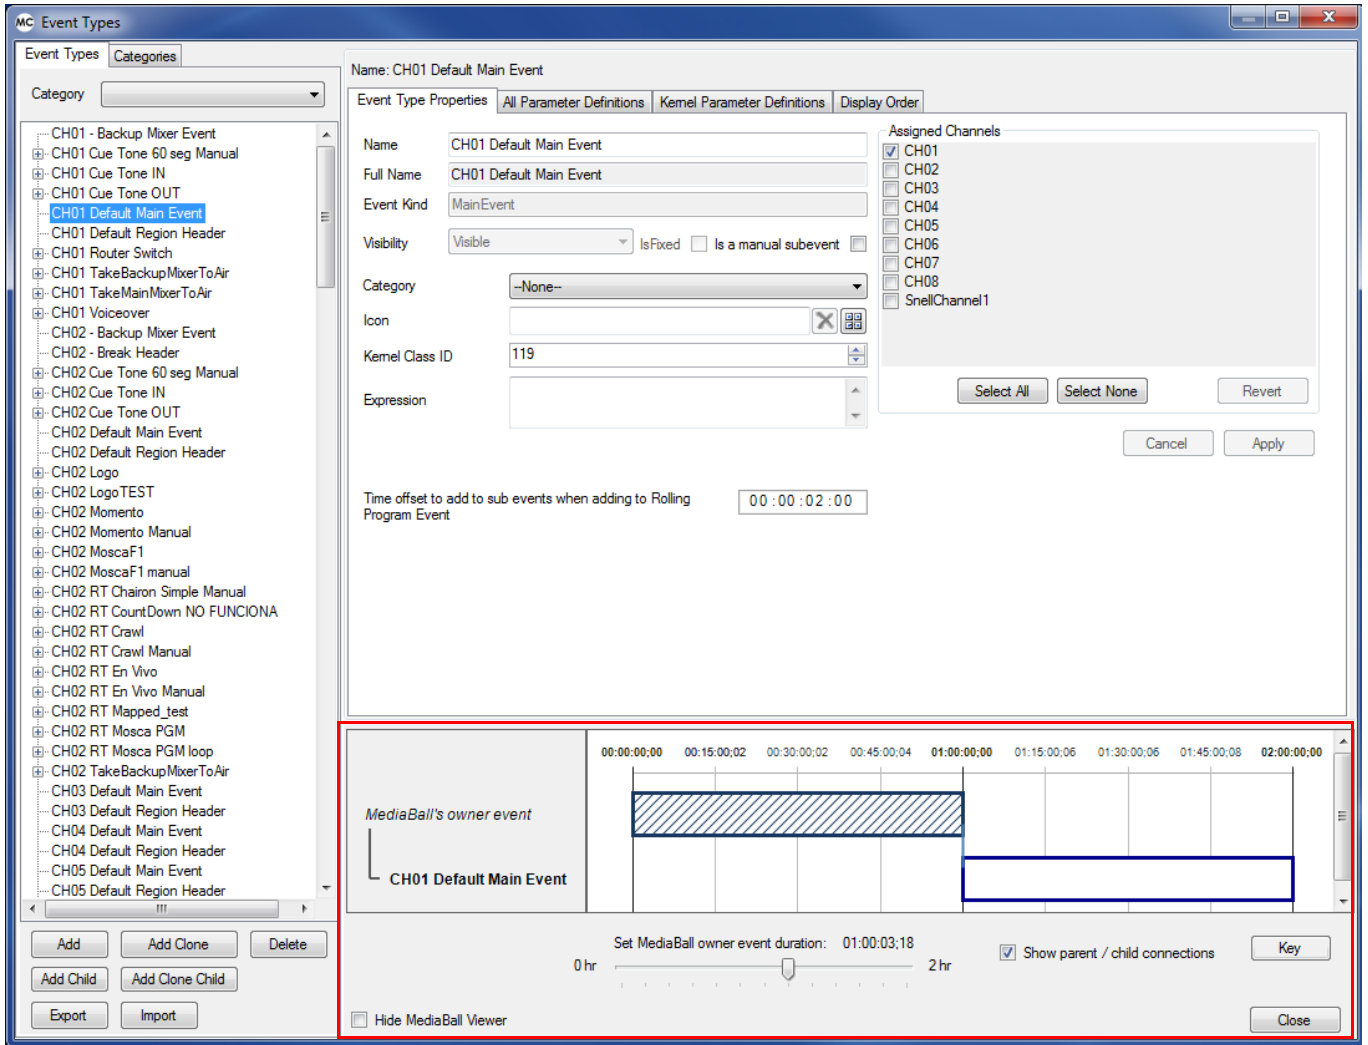 MC Event Types
Event Types
Categories
Category
CH01 - Backup Mixer Event
CH01 Cue Tone 60 seg Manual
CH01 Cue Tone IN
CH01 Cue Tone OUT
CH01 Default Main Event
CH01 Default Region Header
CH01 Router Switch
CH01 TakeBackupMixerToAir
CH01 TakeMainMixerToAir
CH01 Voiceover
CH02 - Backup Mixer Event
CH02 - Break Header
CH02 Cue Tone 60 seg Manual
CH02 Cue Tone IN
CH02 Cue Tone OUT
CH02 Default Main Event
CH02 Default Region Header
CH02 Logo
CH02 LogoTEST
CH02 Momento
CH02 Momento Manual
CH02 MoscaF1
CH02 MoscaF1 manual
CH02 RT Chairon Simple Manual
CH02 RT CountDown NO FUNCIONA
CH02 RT Crawl
CH02 RT Crawl Manual
CH02 RT En Vivo
CH02 RT En Vivo Manual
CH02 RT Mapped_test
CH02 RT Mosca PGM
CH02 RT Mosca PGM loop
CH02 TakeBackupMixerToAir
CH03 Default Main Event
CH03 Default Region Header
CH04 Default Main Event
CH04 Default Region Header
CH05 Default Main Event
CH05 Default Region Header
Add
Add Clone
Delete
Add Child
Add Clone Child
Export
Import
Name: CH01 Default Main Event
Event Type Properties
All Parameter Definitions
Kernel Parameter Definitions
Display Order
Name
CH01 Default Main Event
Full Name
CH01 Default Main Event
Event Kind
MainEvent
Visibility
Visible
IsFixed
Is a manual subevent
Category
--None--
Icon
Kernel Class ID
119
Expression
Time offset to add to sub events when adding to Rolling
Program Event
00:00:02:00
Assigned Channels
CH01
CH02
CH03
CH04
CH05
CH06
CH07
CH08
SnellChannel1
Select All
Select None
Revert
Cancel
Apply
00:00:00;00
00:15:00;02
00:30:00;02
00:45:00;04
01:00:00;00
01:15:00;06
01:30:00;06
01:45:00;08
02:00:00;00
MediaBall's owner event
CH01 Default Main Event
Set MediaBall owner event duration: 01:00:03;18
0 hr
2 hr
Show parent / child connections
Key
Hide MediaBall Viewer
Close